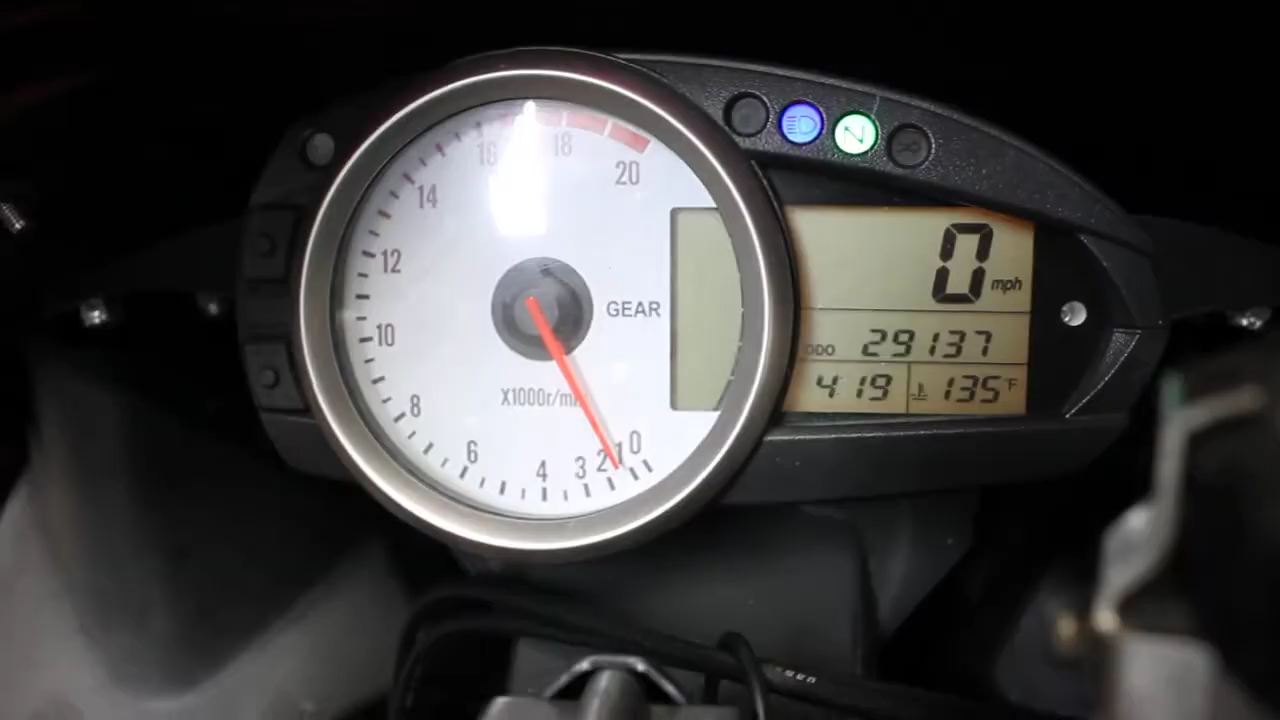 16 18
14 20
12
10 GEAR
X1000r/min
8
6 4 3 2 1 0
N
0 mph
ODO 29137
4:19 135°F